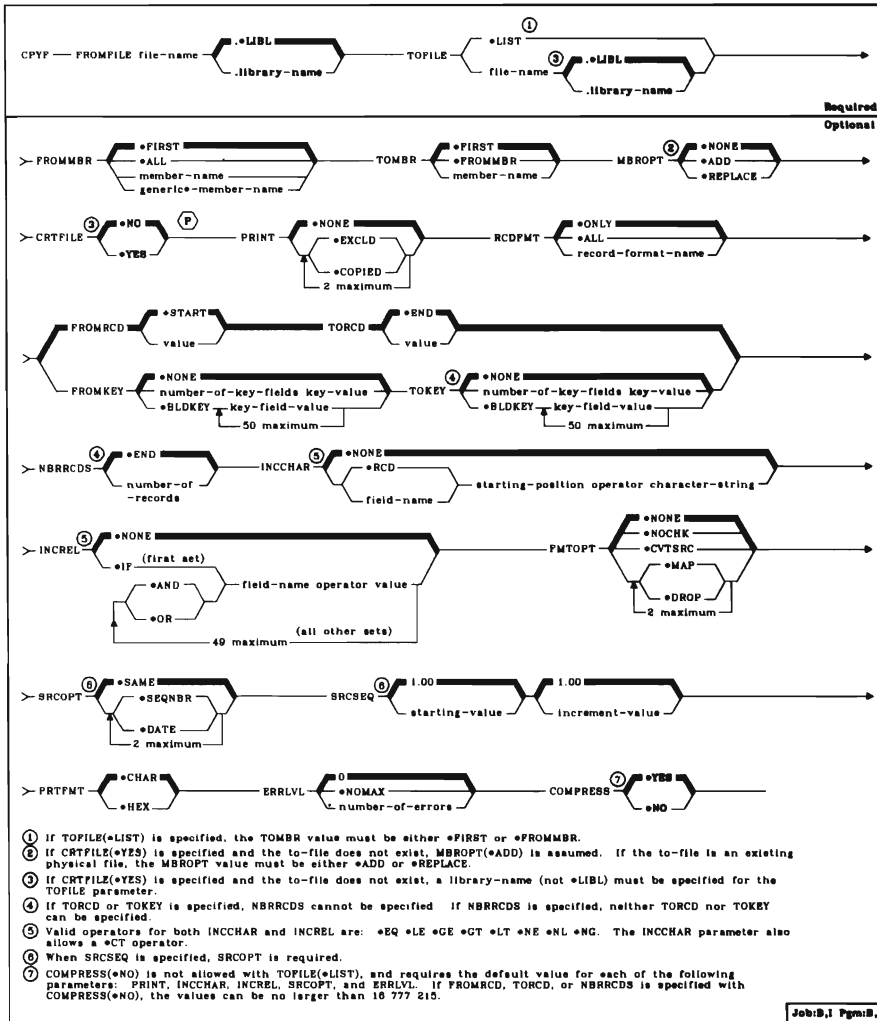 ①
.*LIBL
*LIST
CPYF FROMFILE file-name TOFILE
③ .*LIBL
.library-name file-name
.library-name
Required
Optional
*FIRST *FIRST ② *NONE
FROMMBR *ALL TOMBR *FROMMBR MBROPT *ADD
member-name member-name *REPLACE
generic*-member-name
③ *NO Ⓟ *NONE *ONLY
CRTFILE PRINT *EXCLD RCDFMT *ALL
*YES *COPIED record-format-name
2 maximum
*START *END
FROMRCD TORCD
value value
*NONE ④ *NONE
FROMKEY number-of-key-fields key-value TOKEY number-of-key-fields key-value
*BLDKEY key-field-value *BLDKEY key-field-value
50 maximum 50 maximum
④ *END ⑤ *NONE
NBRRCDS INCCHAR *RCD
number-of starting-position operator character-string
-records field-name
⑤ *NONE *NONE
INCREL (first set) FMTOPT *NOCHK
*IF *CVTSRC
*AND field-name operator value *MAP
*OR *DROP
(all other sets) 2 maximum
49 maximum
⑥ *SAME ⑥ 1.00 1.00
SRCOPT *SEQNBR SRCSEQ
*DATE starting-value increment-value
2 maximum
*CHAR 0 ⑦ *YES
PRTFMT ERRLVL *NOMAX COMPRESS
*HEX number-of-errors *NO
① If TOFILE(*LIST) is specified, the TOMBR value must be either *FIRST or *FROMMBR.
② If CRTFILE(*YES) is specified and the to-file does not exist, MBROPT(*ADD) is assumed. If the to-file is an existing
physical file, the MBROPT value must be either *ADD or *REPLACE.
③ If CRTFILE(*YES) is specified and the to-file does not exist, a library-name (not *LIBL) must be specified for the
TOFILE parameter.
④ If TORCD or TOKEY is specified, NBRRCDS cannot be specified If NBRRCDS is specified, neither TORCD nor TOKEY
can be specified.
⑤ Valid operators for both INCCHAR and INCREL are: *EQ *LE *GE *GT *LT *NE *NL *NG. The INCCHAR parameter also
allows a *CT operator.
⑥ When SRCSEQ is specified, SRCOPT is required.
⑦ COMPRESS(*NO) is not allowed with TOFILE(*LIST), and requires the default value for each of the following
parameters: PRINT, INCCHAR, INCREL, SRCOPT, and ERRLVL. If FROMRCD, TORCD, or NBRRCDS is specified with
COMPRESS(*NO), the values can be no larger than 16 777 215.
Job:B,I Pgm:B,